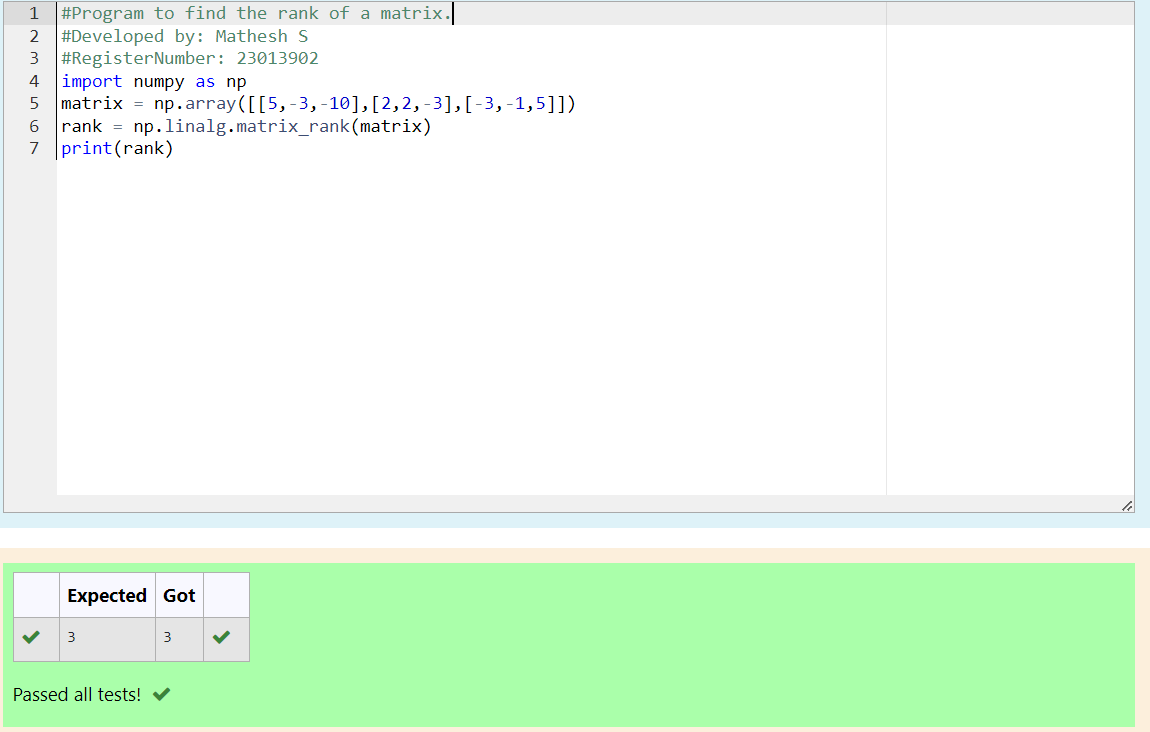 1 #Program to find the rank of a matrix.
2 #Developed by: Mathesh S
3 #RegisterNumber: 23013902
4 import numpy as np
5 matrix = np.array([[5,-3,-10],[2,2,-3],[-3,-1,5]])
6 rank = np.linalg.matrix_rank(matrix)
7 print(rank)
Expected Got
3 3
Passed all tests!